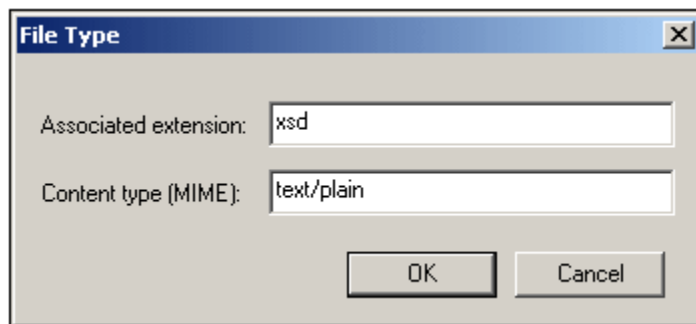 File Type
Associated extension: xsd
Content type (MIME): text/plain
OK Cancel